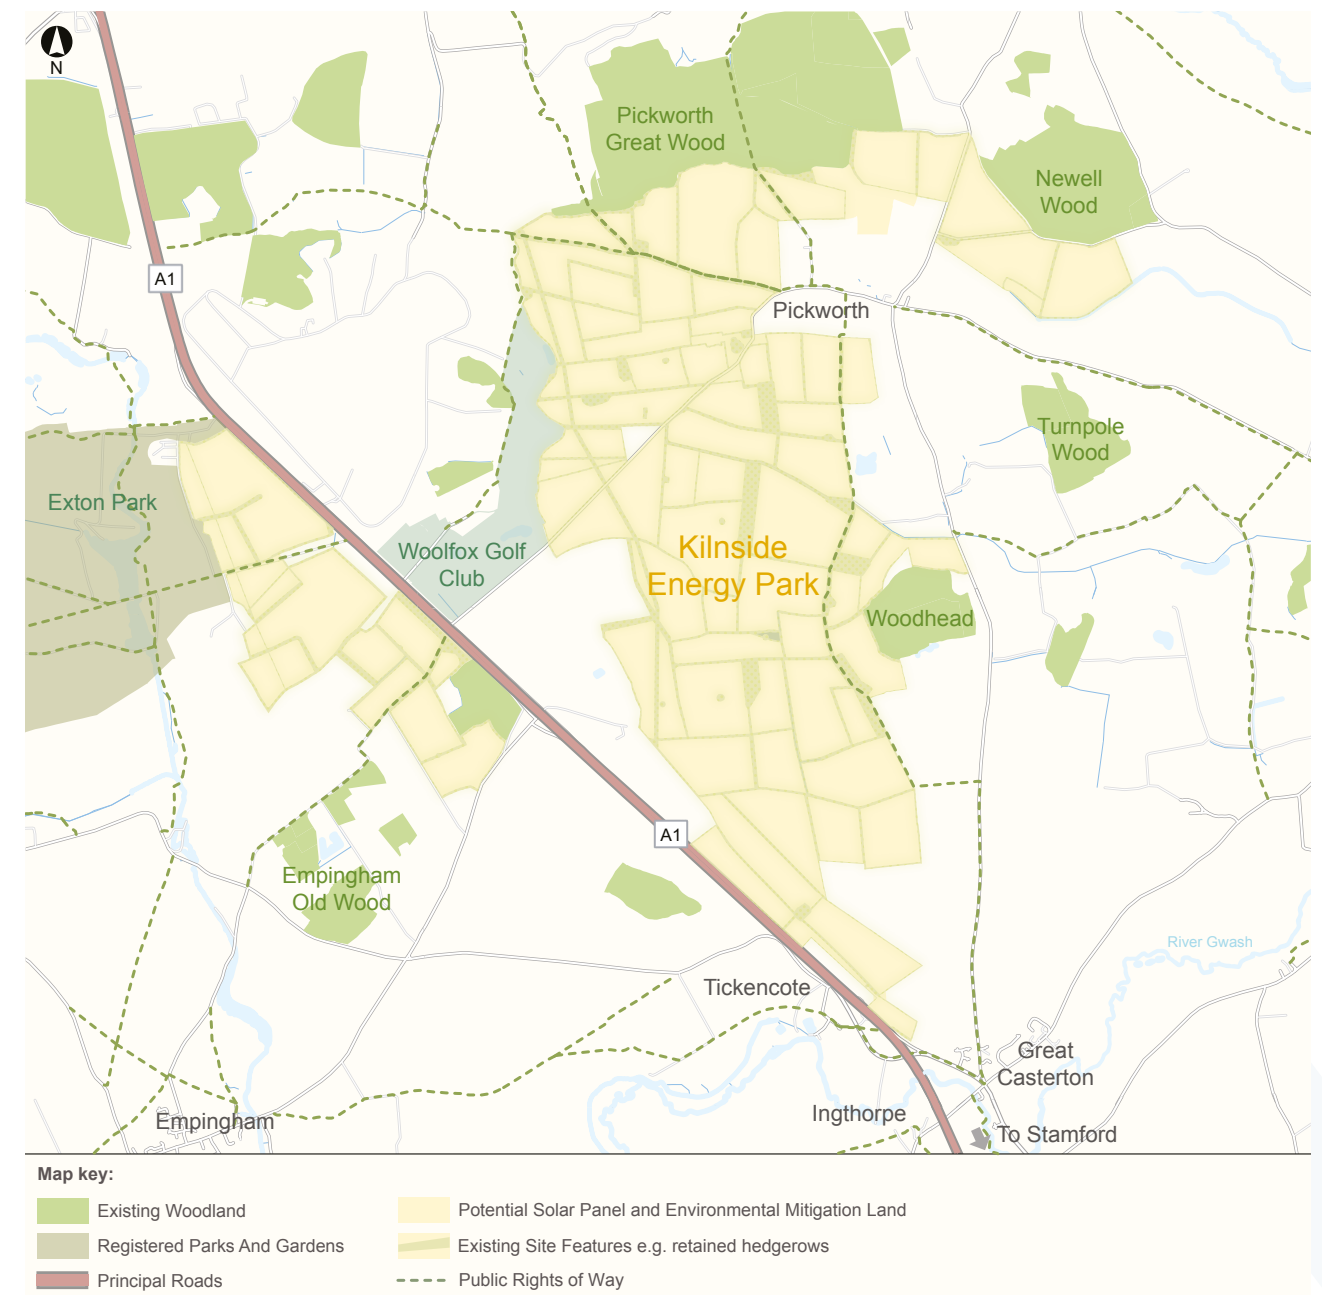 N
Pickworth
Great Wood
Newell
Wood
A1
Pickworth
Turnpole
Wood
Exton Park
Woolfox Golf
Club
Kilnside
Energy Park
Woodhead
A1
Empingham
Old Wood
River Gwash
Tickencote
Great
Casterton
Ingthorpe
Empingham
To Stamford
Map key:
Existing Woodland
Potential Solar Panel and Environmental Mitigation Land
Registered Parks And Gardens
Existing Site Features e.g. retained hedgerows
Principal Roads
Public Rights of Way